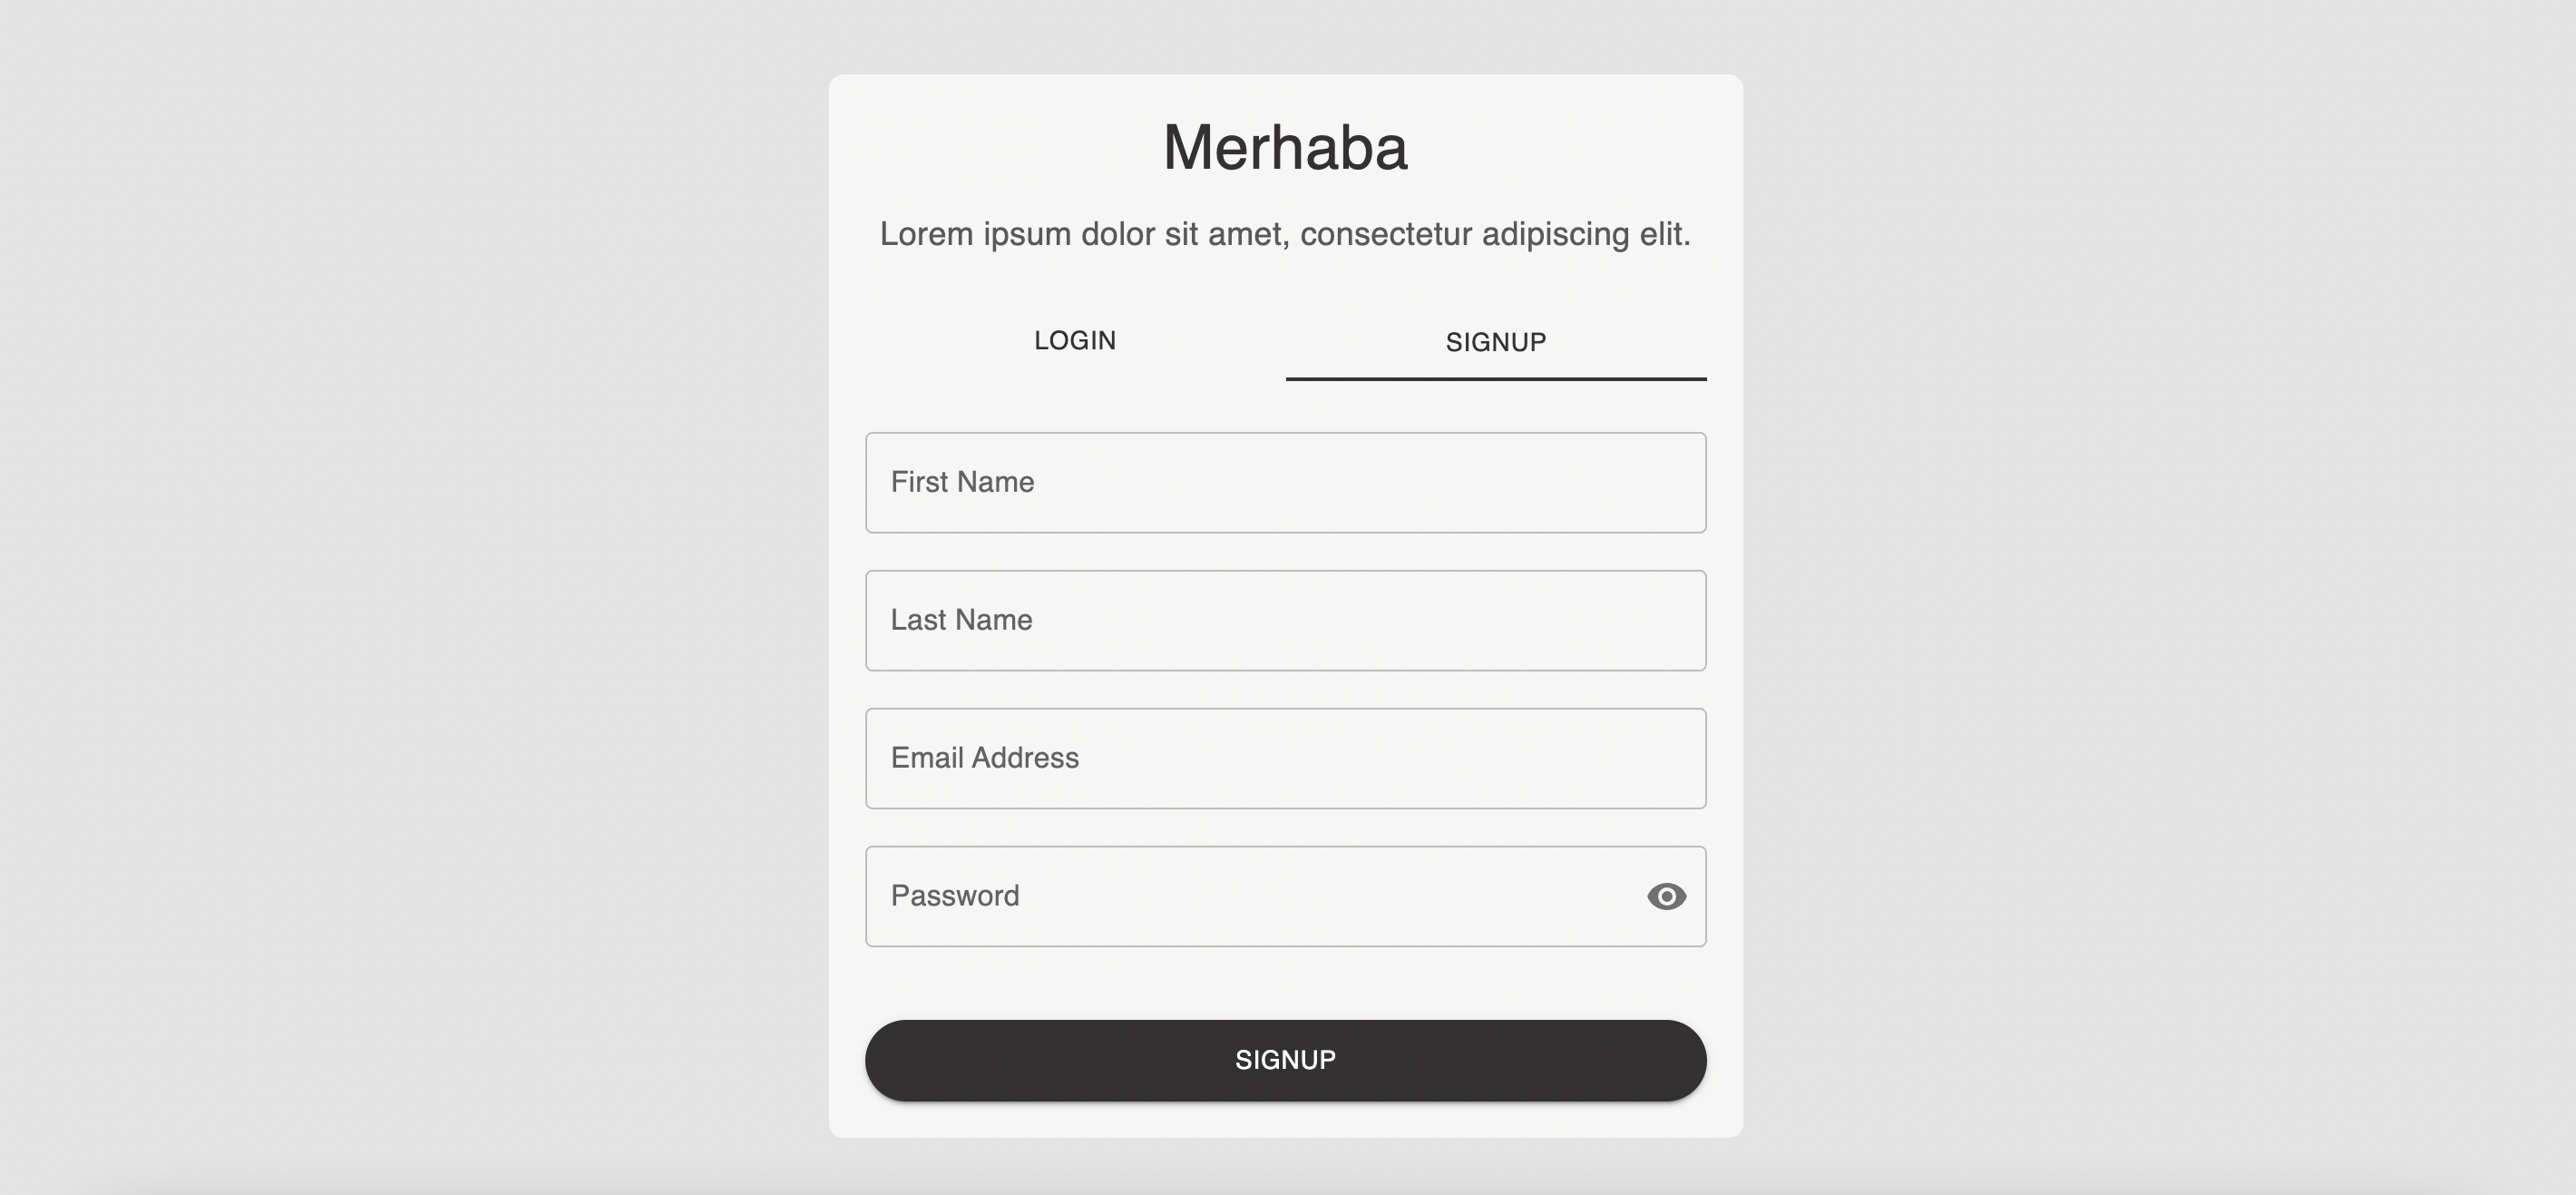 Merhaba
Lorem ipsum dolor sit amet, consectetur adipiscing elit.
LOGIN
SIGNUP
First Name
Last Name
Email Address
Password
SIGNUP